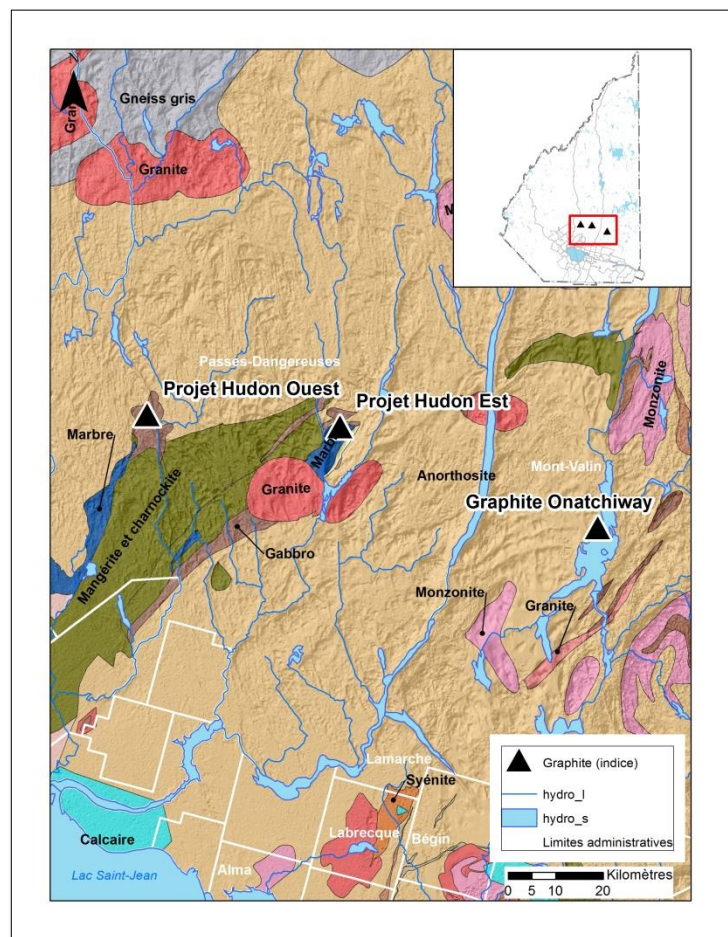 N
Gneiss gris
Gran
Granite
M
Passes-Dangereuses
Projet Hudon Ouest
Projet Hudon Est
Marbre
Marb
Monzonite
Mont-Valin
Anorthosite
Granite
Graphite Onatchiway
Mangérite et charnockite
Gabbro
Monzonite
Granite
Lamarche
Syénite
Calcaire
Labrecque
Bégin
Alma
Lac Saint-Jean
Graphite (indice)
hydro_l
hydro_s
Limites administratives
Kilomètres
0 5 10 20